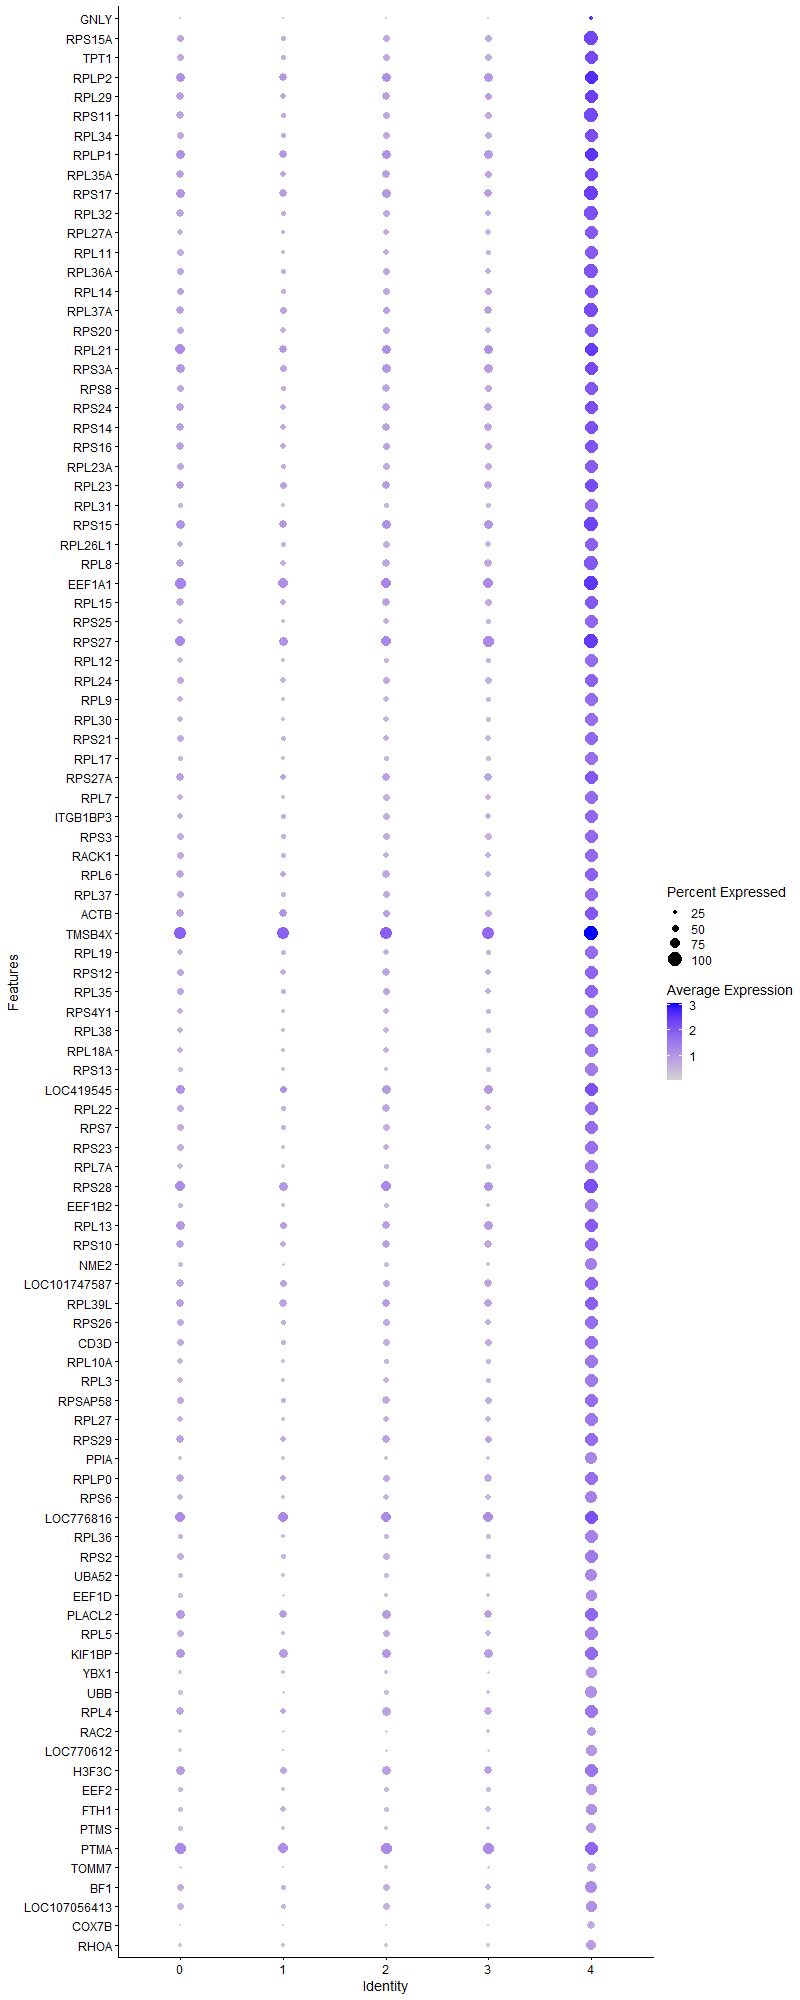 GNLY
RPS15A
TPT1
RPLP2
RPL29
RPS11
RPL34
RPLP1
RPL35A
RPS17
RPL32
RPL27A
RPL11
RPL36A
RPL14
RPL37A
RPS20
RPL21
RPS3A
RPS8
RPS24
RPS14
RPS16
RPL23A
RPL23
RPL31
RPS15
RPL26L1
RPL8
EEF1A1
RPL15
RPS25
RPS27
RPL12
RPL24
RPL9
RPL30
RPS21
RPL17
RPS27A
RPL7
ITGB1BP3
RPS3
RACK1
RPL6
RPL37
ACTB
TMSB4X
RPL19
RPS12
RPL35
RPS4Y1
RPL38
RPL18A
RPS13
LOC419545
RPL22
RPS7
RPS23
RPL7A
RPS28
EEF1B2
RPL13
RPS10
NME2
LOC101747587
RPL39L
RPS26
CD3D
RPL10A
RPL3
RPSAP58
RPL27
RPS29
PPIA
RPLP0
RPS6
LOC776816
RPL36
RPS2
UBA52
EEF1D
PLACL2
RPL5
KIF1BP
YBX1
UBB
RPL4
RAC2
LOC770612
H3F3C
EEF2
FTH1
PTMS
PTMA
TOMM7
BF1
LOC107056413
COX7B
RHOA
Features
0 1 2 3 4
Identity
Percent Expressed
25
50
75
100
Average Expression
3
2
1